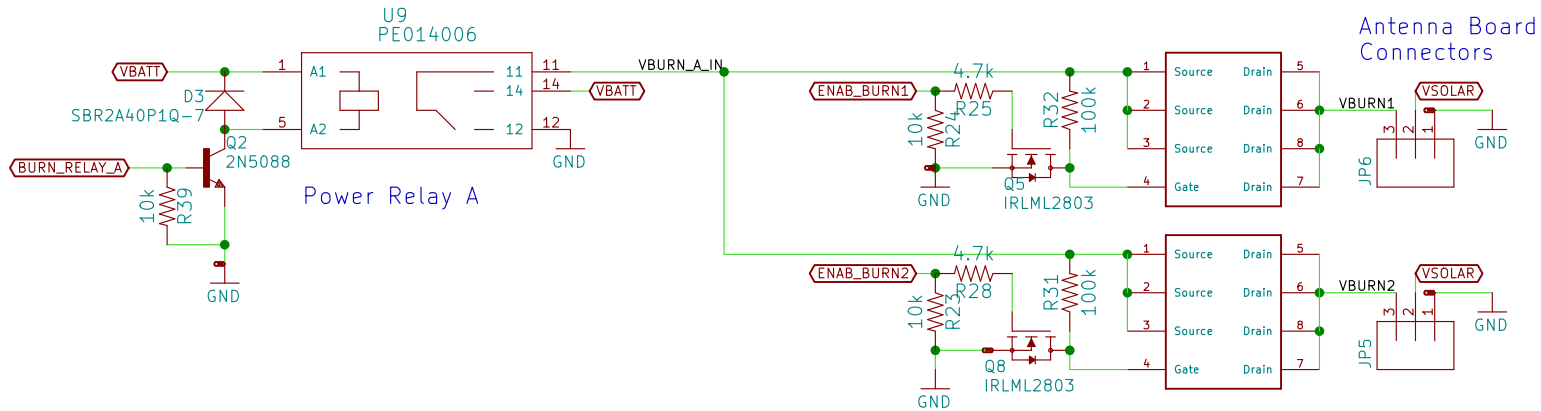 U9
PE014006
Antenna Board
Connectors
VBATT
1
A1
11
11
VBURN_A_IN
14
14
VBATT
D3
SBR2A40P1Q-7
5
A2
12
12
GND
Q2
2N5088
BURN_RELAY_A
10k
R39
GND
Power Relay A
ENAB_BURN1
4.7k
R25
10k
R24
R32
100k
GND
Q5
IRLML2803
1
Source
Drain
5
2
Source
Drain
6
3
Source
Drain
8
4
Gate
Drain
7
VBURN1
VSOLAR
3
2
1
GND
JP6
ENAB_BURN2
4.7k
R28
10k
R23
R31
100k
GND
Q8
IRLML2803
1
Source
Drain
5
2
Source
Drain
6
3
Source
Drain
8
4
Gate
Drain
7
VBURN2
VSOLAR
3
2
1
GND
JP5